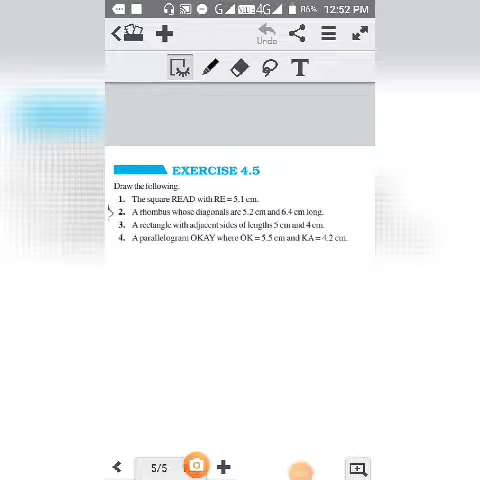 86% 12:52 PM
Undo
T
EXERCISE 4.5
Draw the following.
1. The square READ with RE = 5.1 cm.
2. A rhombus whose diagonals are 5.2 cm and 6.4 cm long.
3. A rectangle with adjacent sides of lengths 5 cm and 4 cm.
4. A parallelogram OKAY where OK = 5.5 cm and KA = 4.2 cm.
5/5